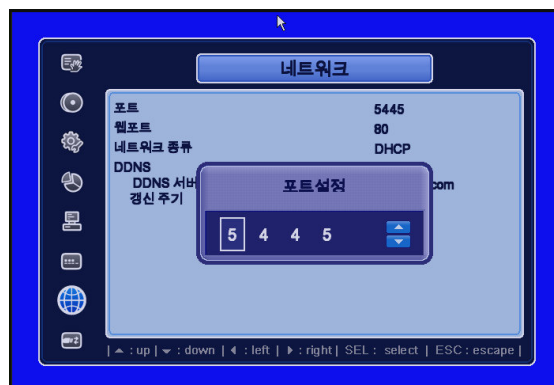 네트워크
포트 5445
웹포트 80
네트워크 종류 DHCP
DDNS
DDNS 서버 com
갱신 주기
포트설정
5 4 4 5
▲ : up | ▼ : down | ◀ : left | ▶ : right | SEL : select | ESC : escape |